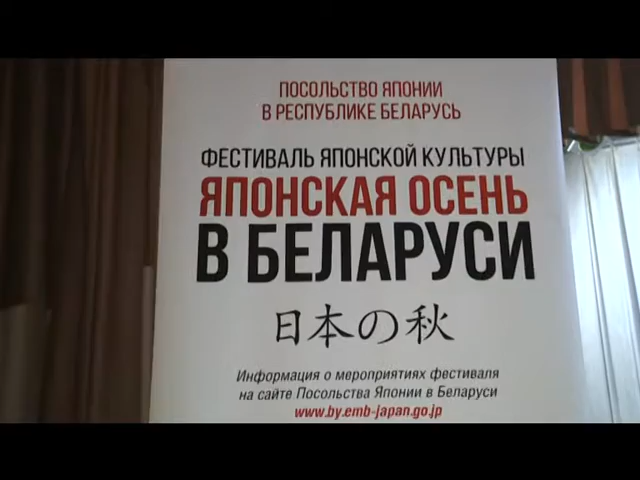 ПОСОЛЬСТВО ЯПОНИИ
В РЕСПУБЛИКЕ БЕЛАРУСЬ
ФЕСТИВАЛЬ ЯПОНСКОЙ КУЛЬТУРЫ
ЯПОНСКАЯ ОСЕНЬ
В БЕЛАРУСИ
日本の秋
Информация о мероприятиях фестиваля
на сайте Посольства Японии в Беларуси
www.by.emb-japan.go.jp